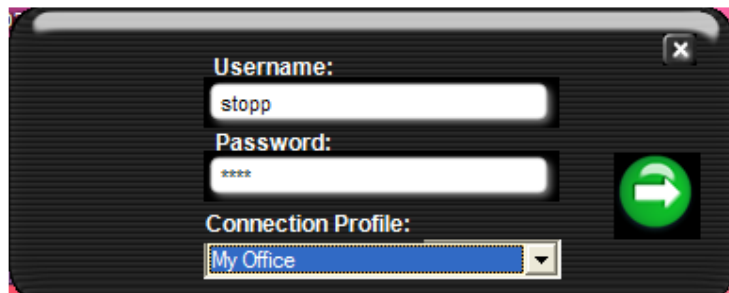 Username:
stopp
Password:
****
Connection Profile:
My Office